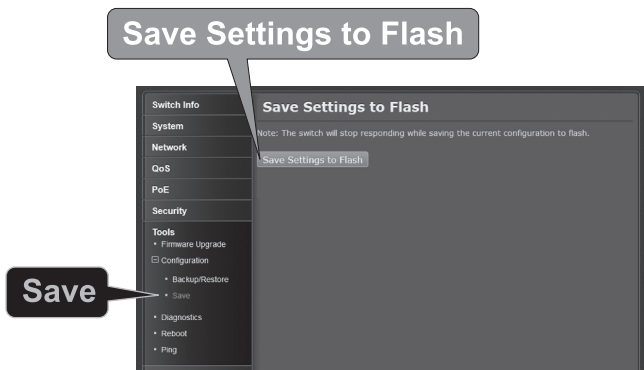 Save Settings to Flash
Switch Info
System
Network
QoS
PoE
Security
Tools
• Firmware Upgrade
Configuration
• Backup/Restore
• Save
• Diagnostics
• Reboot
• Ping
Save Settings to Flash
Note: The switch will stop responding while saving the current configuration to flash.
Save Settings to Flash
Save